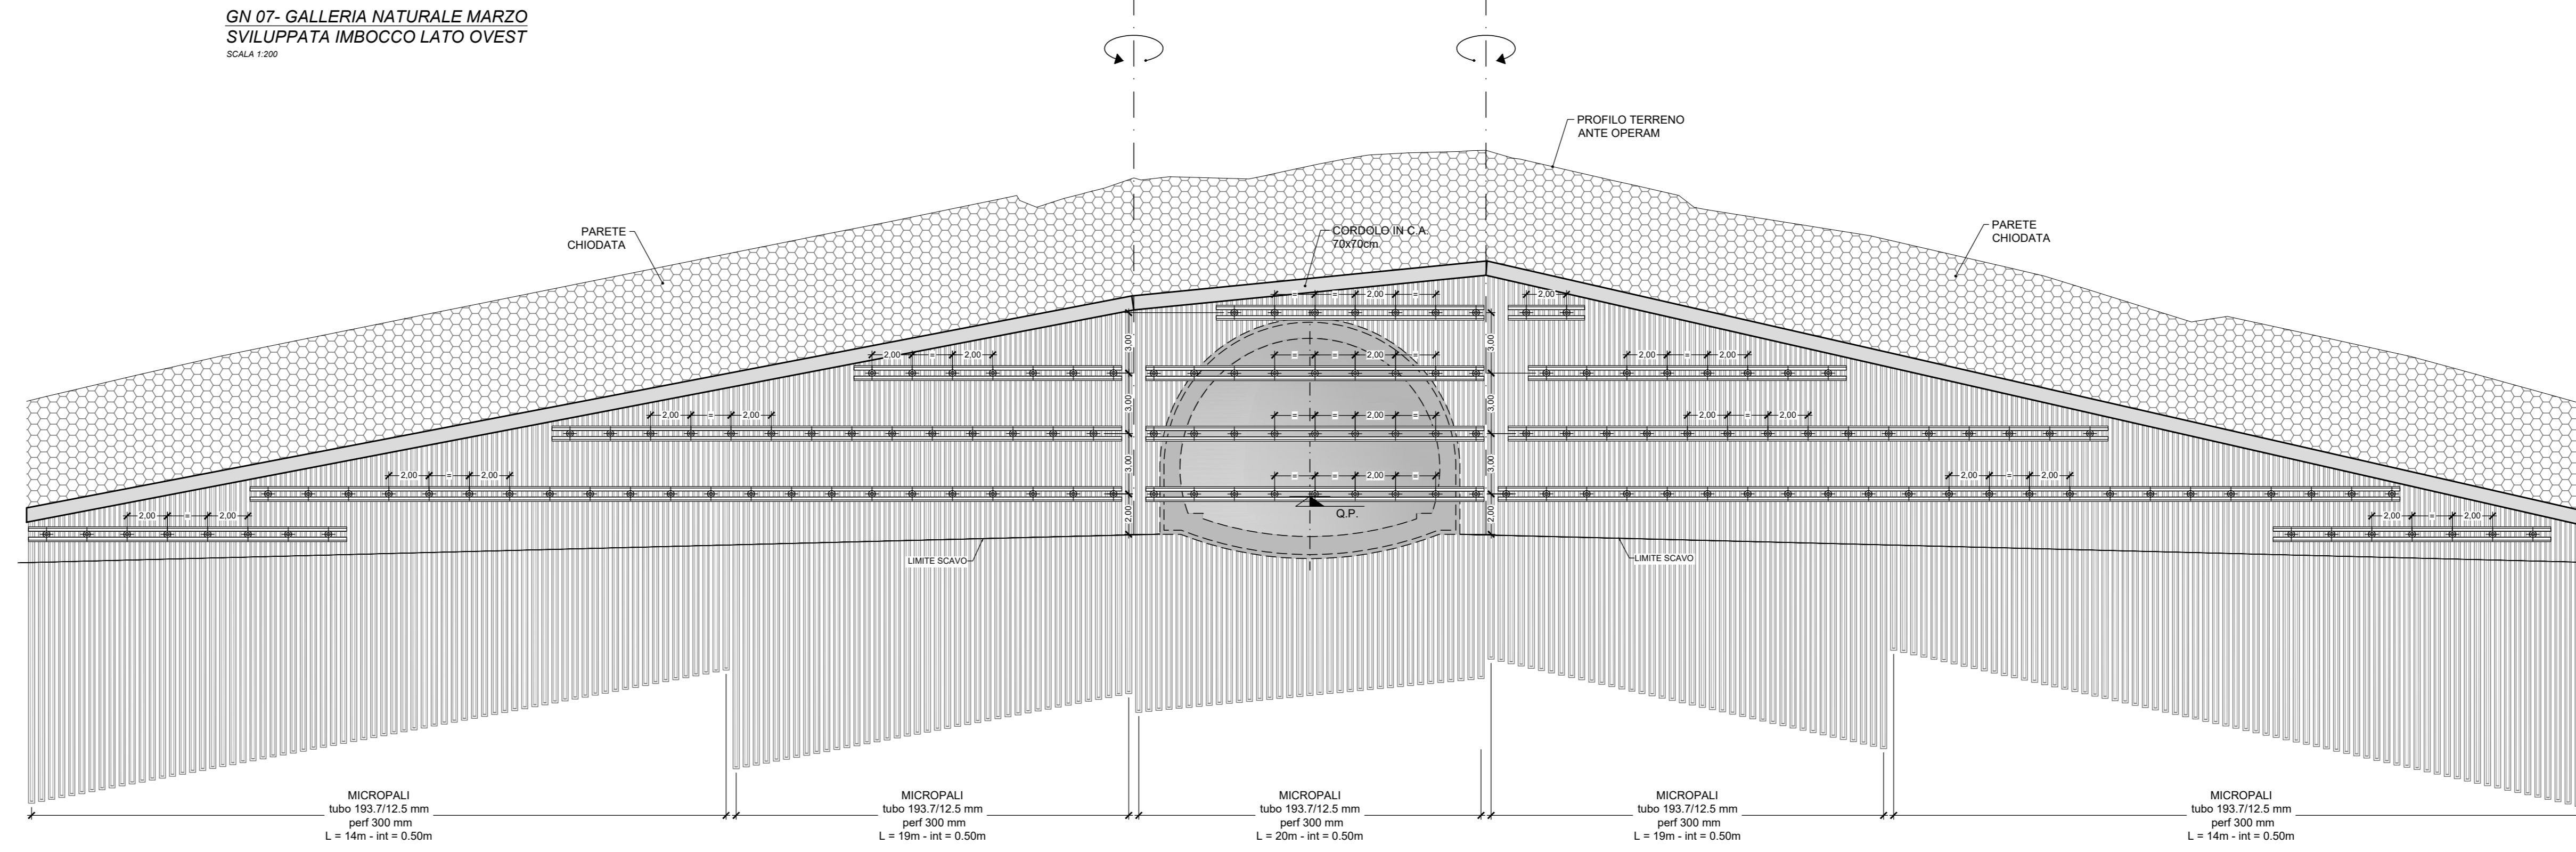 GN 07- GALLERIA NATURALE MARZO
SVILUPPATA IMBOCCO LATO OVEST
SCALA 1:200
PROFILO TERRENO
ANTE OPERAM
PARETE
CHIODATA
CORDOLO IN C.A.
70x70cm
PARETE
CHIODATA
= = 2,00 =
2,00
3,00
3,00
2,00 = 2,00
= = 2,00 =
2,00 = 2,00
3,00
3,00
2,00 = 2,00
= = 2,00 =
2,00 = 2,00
3,00
3,00
2,00 = 2,00
= = 2,00 =
2,00 = 2,00
Q.P.
2,00
2,00
2,00 = 2,00
2,00 = 2,00
LIMITE SCAVO
LIMITE SCAVO
MICROPALI
tubo 193.7/12.5 mm
perf 300 mm
L = 14m - int = 0.50m
MICROPALI
tubo 193.7/12.5 mm
perf 300 mm
L = 19m - int = 0.50m
MICROPALI
tubo 193.7/12.5 mm
perf 300 mm
L = 20m - int = 0.50m
MICROPALI
tubo 193.7/12.5 mm
perf 300 mm
L = 19m - int = 0.50m
MICROPALI
tubo 193.7/12.5 mm
perf 300 mm
L = 14m - int = 0.50m